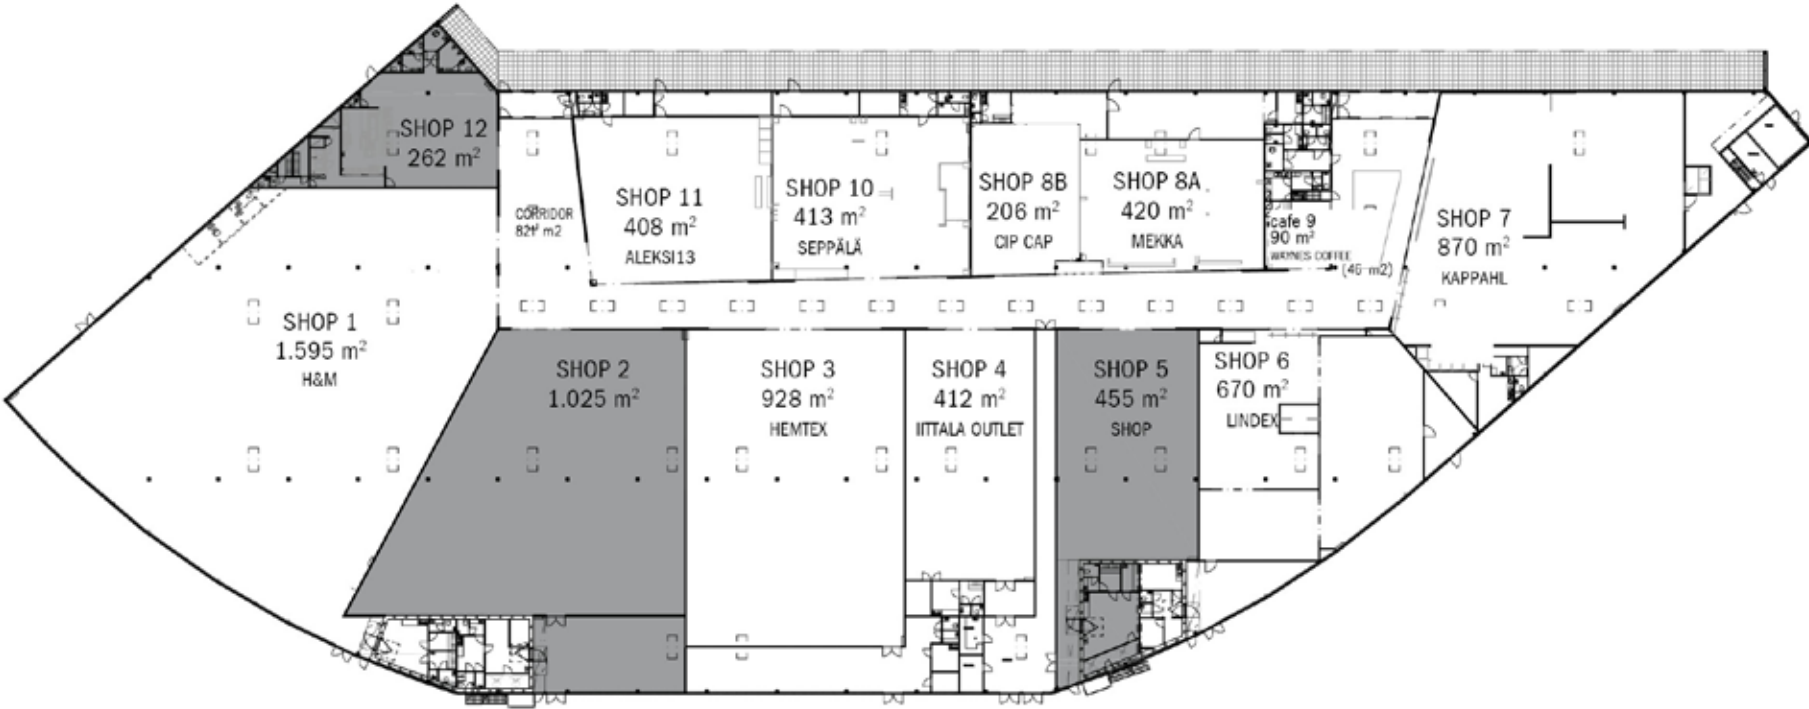 SHOP 12
262 m²
CORRIDOR
SHOP 11
408 m²
ALEKSI13
SHOP 10
413 m²
SEPPÄLÄ
SHOP 8B
206 m²
CIP CAP
SHOP 8A
420 m²
MEKKA
cafe 9
90 m²
WAYNES COFFEE
(46 m2)
SHOP 7
870 m²
KAPPAHL
SHOP 1
1.595 m²
H&M
SHOP 2
1.025 m²
SHOP 3
928 m²
HEMTEX
SHOP 4
412 m²
IITTALA OUTLET
SHOP 5
455 m²
SHOP
SHOP 6
670 m²
LINDEX